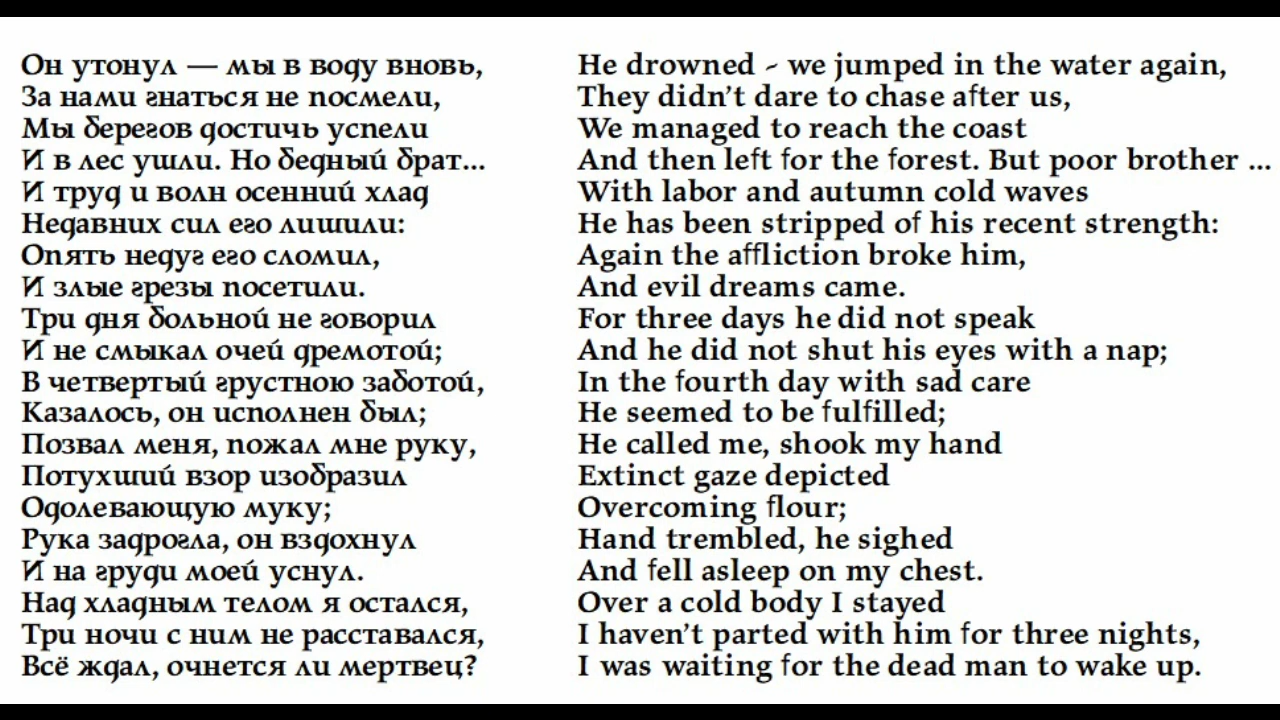 Он утонул — мы в воду вновь,
За нами гнаться не посмели,
Мы берегов достичь успели
И в лес ушли. Но бедный брат...
И труд и волн осенний хлад
Недавних сил его лишили:
Опять недуг его сломил,
И злые грезы посетили.
Три дня больной не говорил
И не смыкал очей дремотой;
В четвертый грустною заботой,
Казалось, он исполнен был;
Позвал меня, пожал мне руку,
Потухший взор изобразил
Одолевающую муку;
Рука задрогла, он вздохнул
И на груди моей уснул.
Над хладным телом я остался,
Три ночи с ним не расставался,
Всё ждал, очнется ли мертвец?
He drowned - we jumped in the water again,
They didn't dare to chase after us,
We managed to reach the coast
And then left for the forest. But poor brother ...
With labor and autumn cold waves
He has been stripped of his recent strength:
Again the affliction broke him,
And evil dreams came.
For three days he did not speak
And he did not shut his eyes with a nap;
In the fourth day with sad care
He seemed to be fulfilled;
He called me, shook my hand
Extinct gaze depicted
Overcoming flour;
Hand trembled, he sighed
And fell asleep on my chest.
Over a cold body I stayed
I haven't parted with him for three nights,
I was waiting for the dead man to wake up.